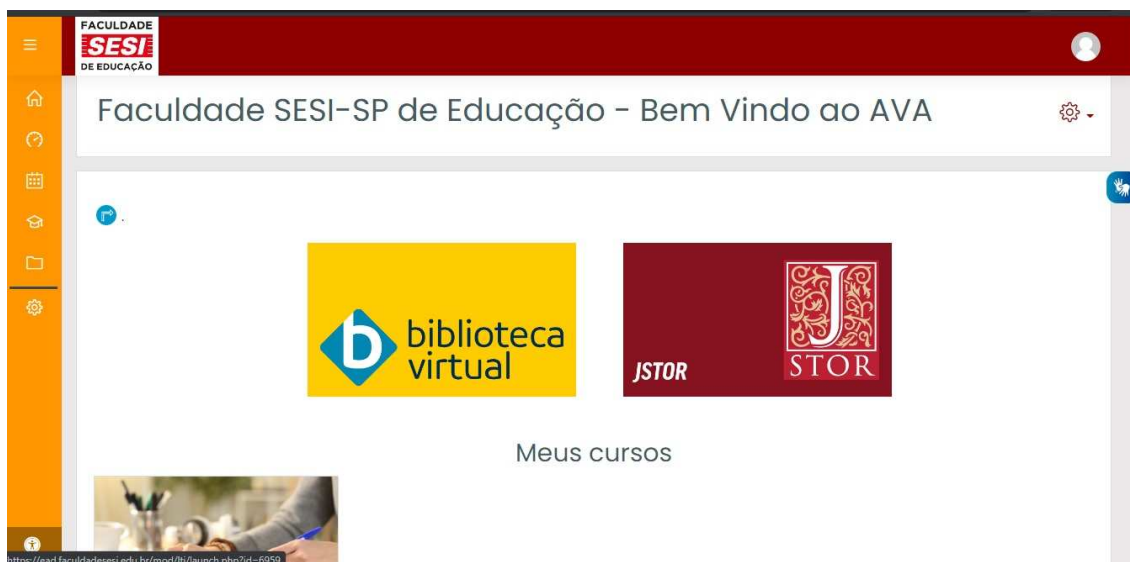 FACULDADE
SESI
DE EDUCAÇÃO
Faculdade SESI-SP de Educação - Bem Vindo ao AVA
.
b biblioteca
virtual
JSTOR
J
STOR
Meus cursos
https://ead.faculdadesesi.edu.br/mod/lti/launch.php?id=6959